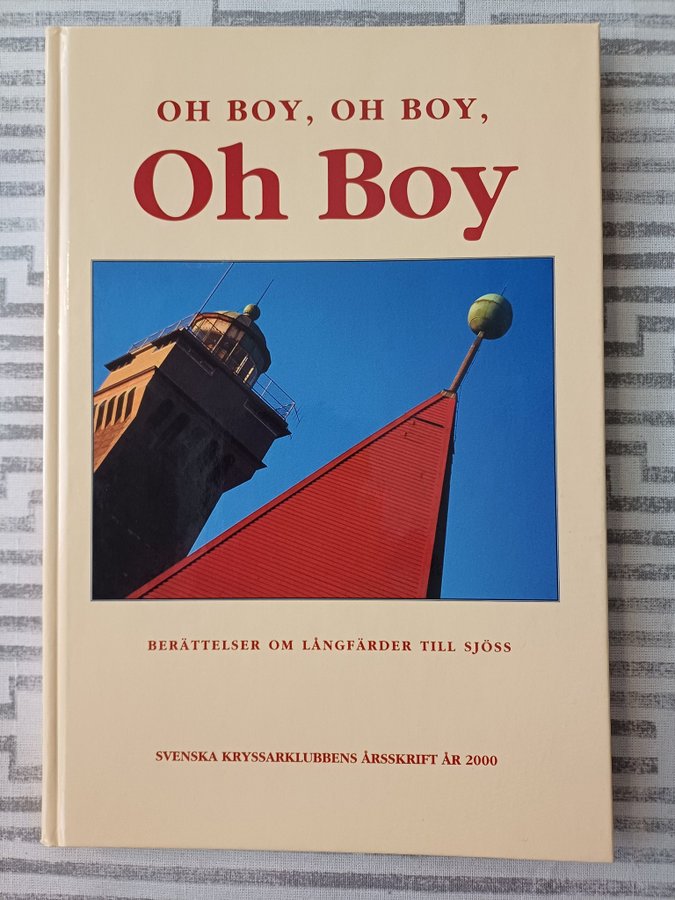 OH BOY, OH BOY,
Oh Boy
BERÄTTELSER OM LÅNGFÄRDER TILL SJÖSS
SVENSKA KRYSSARKLUBBENS ÅRSSKRIFT ÅR 2000